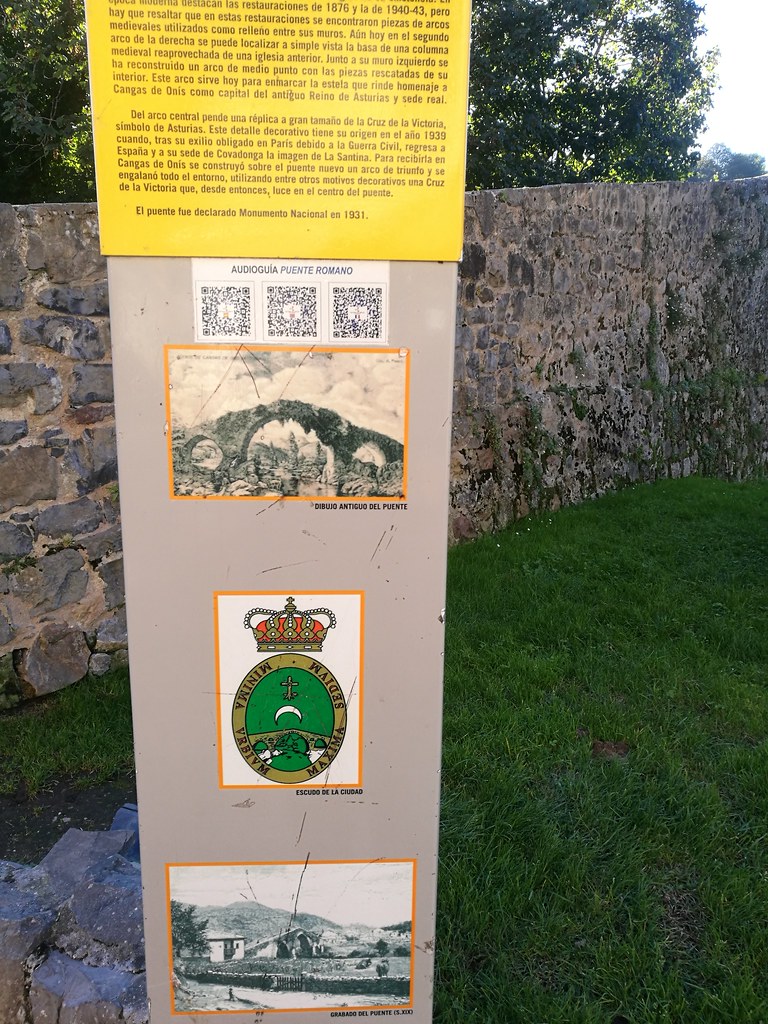 época moderna destacan las restauraciones de 1876 y la de 1940-43, pero
hay que resaltar que en estas restauraciones se encontraron piezas de arcos
medievales utilizados como relleno entre sus muros. Aún hoy en el segundo
arco de la derecha se puede localizar a simple vista la basa de una columna
medieval reaprovechada de una iglesia anterior. Junto a su muro izquierdo se
ha reconstruido un arco de medio punto con las piezas rescatadas de su
interior. Este arco sirve hoy para enmarcar la estela que rinde homenaje a
Cangas de Onís como capital del antiguo Reino de Asturias y sede real.
Del arco central pende una réplica a gran tamaño de la Cruz de la Victoria,
símbolo de Asturias. Este detalle decorativo tiene su origen en el año 1939
cuando, tras su exilio obligado en París debido a la Guerra Civil, regresa a
España y a su sede de Covadonga la imagen de La Santina. Para recibirla en
Cangas de Onís se construyó sobre el puente nuevo un arco de triunfo y se
engalanó todo el entorno, utilizando entre otros motivos decorativos una Cruz
de la Victoria que, desde entonces, luce en el centro del puente.
El puente fue declarado Monumento Nacional en 1931.
AUDIOGUÍA PUENTE ROMANO
DIBUJO ANTIGUO DEL PUENTE
MINIMA VRBIVM MAXIMA SEDIVM
ESCUDO DE LA CIUDAD
GRABADO DEL PUENTE (S.XIX)